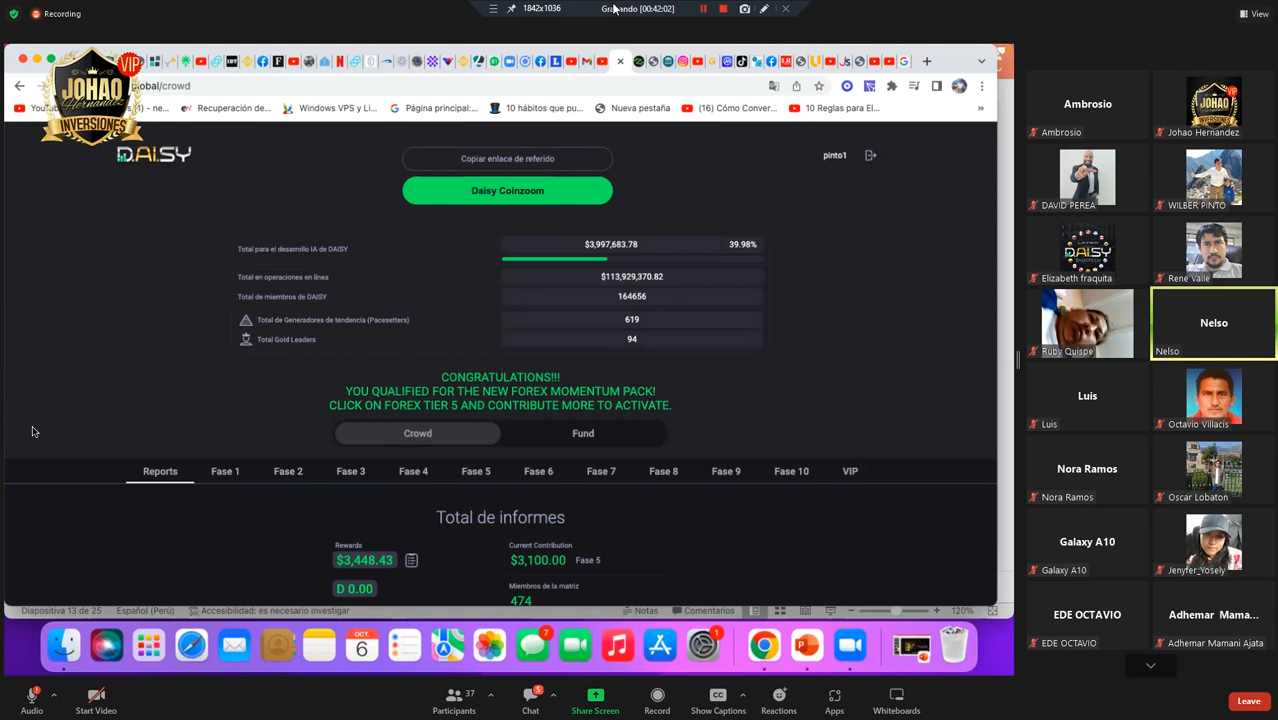 Recording
1842x1036
Grabando [00:42:02]
View
VIP
JOHAO
HERNANDEZ
INVERSIONES
global/crowd
Recuperación de...
Windows VPS y Li...
Página principal:...
10 hábitos que pu...
Nueva pestaña
(16) Cómo Conver...
10 Reglas para El...
»
D.AI.SY
Copiar enlace de referido
pinto1
Daisy Coinzoom
Total para el desarrollo IA de DAISY
$3,997,683.78
39.98%
Total en operaciones en línea
$113,929,370.82
Total de miembros de DAISY
164656
Total de Generadores de tendencia (Pacesetters)
619
Total Gold Leaders
94
CONGRATULATIONS!!!
YOU QUALIFIED FOR THE NEW FOREX MOMENTUM PACK!
CLICK ON FOREX TIER 5 AND CONTRIBUTE MORE TO ACTIVATE.
Crowd
Fund
Reports
Fase 1
Fase 2
Fase 3
Fase 4
Fase 5
Fase 6
Fase 7
Fase 8
Fase 9
Fase 10
VIP
Total de informes
Rewards
$3,448.43
D 0.00
Current Contribution
$3,100.00 Fase 5
Miembros de la matriz
474
Diapositiva 13 de 25
Español (Perú)
Accesibilidad: es necesario investigar
Notas
Comentarios
120%
OCT.
6
7
1
Ambrosio
Ambrosio
Johao Hernandez
DAVID PEREA
WILBER PINTO
Elizabeth fraquita
Rene Valle
Ruby Quispe
Nelso
Nelso
Luis
Luis
Octavio Villacis
Nora Ramos
Nora Ramos
Oscar Lobaton
Galaxy A10
Galaxy A10
Jenyfer_Yosely
EDE OCTAVIO
EDE OCTAVIO
Adhemar Mama...
Adhemar Mamani Ajata
Audio
Start Video
37
Participants
5
Chat
Share Screen
Record
Show Captions
Reactions
Apps
Whiteboards
Leave